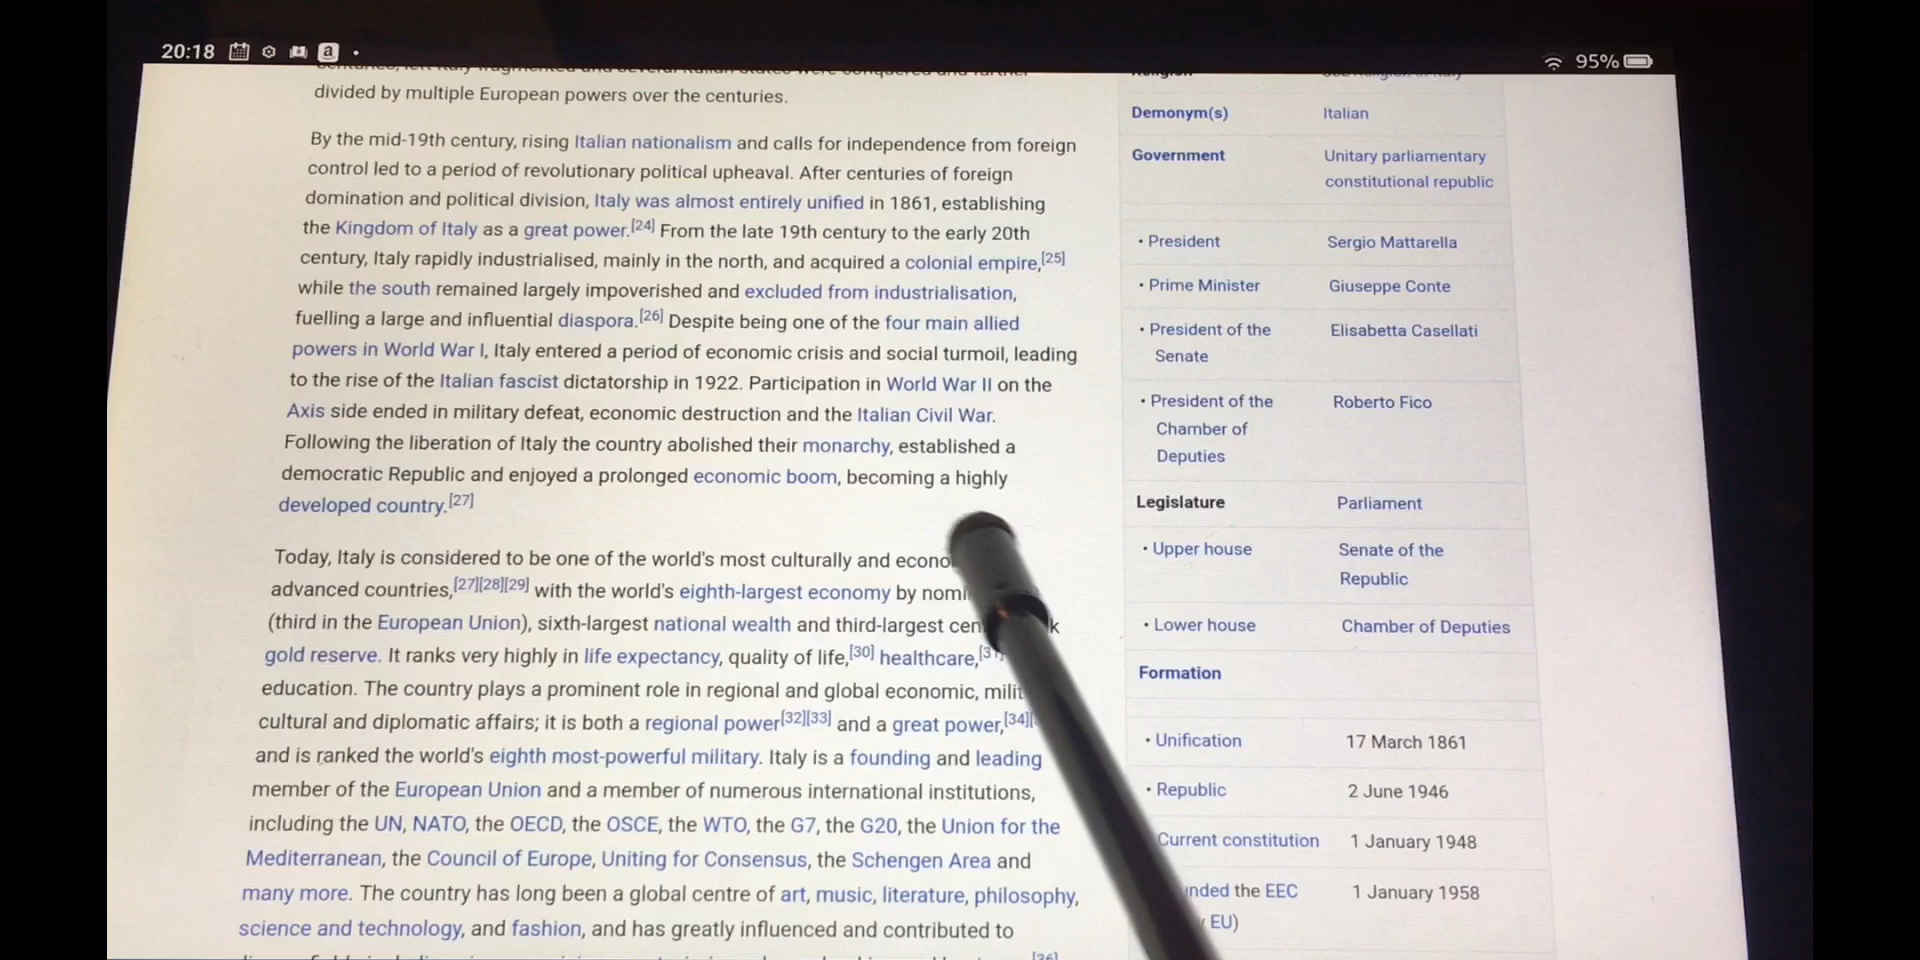 20:18
a
95%
divided by multiple European powers over the centuries.
By the mid-19th century, rising Italian nationalism and calls for independence from foreign
control led to a period of revolutionary political upheaval. After centuries of foreign
domination and political division, Italy was almost entirely unified in 1861, establishing
the Kingdom of Italy as a great power.[24] From the late 19th century to the early 20th
century, Italy rapidly industrialised, mainly in the north, and acquired a colonial empire,[25]
while the south remained largely impoverished and excluded from industrialisation,
fuelling a large and influential diaspora.[26] Despite being one of the four main allied
powers in World War I, Italy entered a period of economic crisis and social turmoil, leading
to the rise of the Italian fascist dictatorship in 1922. Participation in World War II on the
Axis side ended in military defeat, economic destruction and the Italian Civil War.
Following the liberation of Italy the country abolished their monarchy, established a
democratic Republic and enjoyed a prolonged economic boom, becoming a highly
developed country.[27]
Today, Italy is considered to be one of the world's most culturally and econo
advanced countries,[27][28][29] with the world's eighth-largest economy by nomi
(third in the European Union), sixth-largest national wealth and third-largest cen k
gold reserve. It ranks very highly in life expectancy, quality of life,[30] healthcare,[31]
education. The country plays a prominent role in regional and global economic, milit
cultural and diplomatic affairs; it is both a regional power[32][33] and a great power,[34][
and is ranked the world's eighth most-powerful military. Italy is a founding and leading
member of the European Union and a member of numerous international institutions,
including the UN, NATO, the OECD, the OSCE, the WTO, the G7, the G20, the Union for the
Mediterranean, the Council of Europe, Uniting for Consensus, the Schengen Area and
many more. The country has long been a global centre of art, music, literature, philosophy,
science and technology, and fashion, and has greatly influenced and contributed to
[36]
Demonym(s) Italian
Government Unitary parliamentary
constitutional republic
• President Sergio Mattarella
• Prime Minister Giuseppe Conte
• President of the Elisabetta Casellati
Senate
• President of the Roberto Fico
Chamber of
Deputies
Legislature Parliament
• Upper house Senate of the
Republic
• Lower house Chamber of Deputies
Formation
• Unification 17 March 1861
• Republic 2 June 1946
Current constitution 1 January 1948
unded the EEC 1 January 1958
EU)